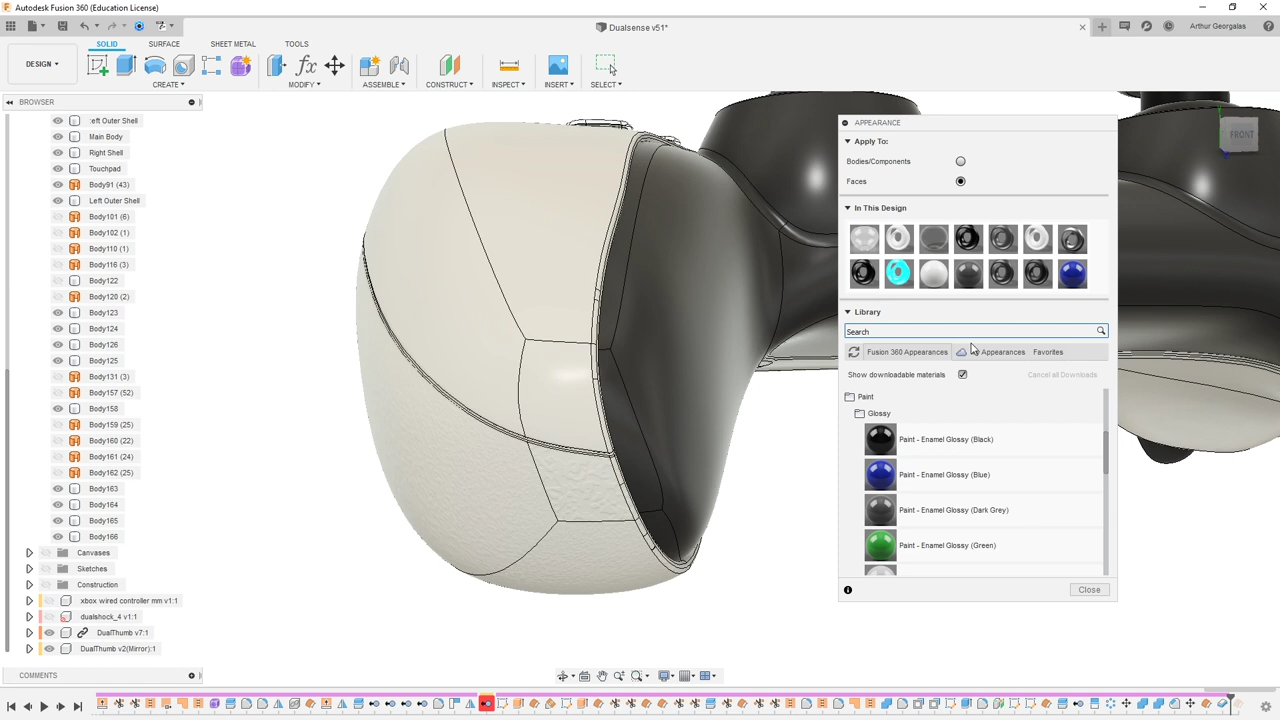 Autodesk Fusion 360 (Education License)
Dualsense v51*
Arthur Georgalas
DESIGN
SOLID SURFACE SHEET METAL TOOLS
CREATE MODIFY ASSEMBLE CONSTRUCT INSPECT INSERT SELECT
BROWSER
Left Outer Shell
Main Body
Right Shell
Touchpad
Body91 (43)
Left Outer Shell
Body101 (6)
Body102 (1)
Body110 (1)
Body116 (3)
Body122
Body120 (2)
Body123
Body124
Body126
Body125
Body131 (3)
Body157 (52)
Body158
Body159 (25)
Body160 (22)
Body161 (24)
Body162 (25)
Body163
Body164
Body165
Body166
Canvases
Sketches
Construction
xbox wired controller mm v1:1
dualshock_4 v1:1
DualThumb v7:1
DualThumb v2(Mirror):1
COMMENTS
FRONT
APPEARANCE
Apply To:
Bodies/Components
Faces
In This Design
Library
Search
Fusion 360 Appearances Appearances Favorites
Show downloadable materials Cancel all Downloads
Paint
Glossy
Paint - Enamel Glossy (Black)
Paint - Enamel Glossy (Blue)
Paint - Enamel Glossy (Dark Grey)
Paint - Enamel Glossy (Green)
Close